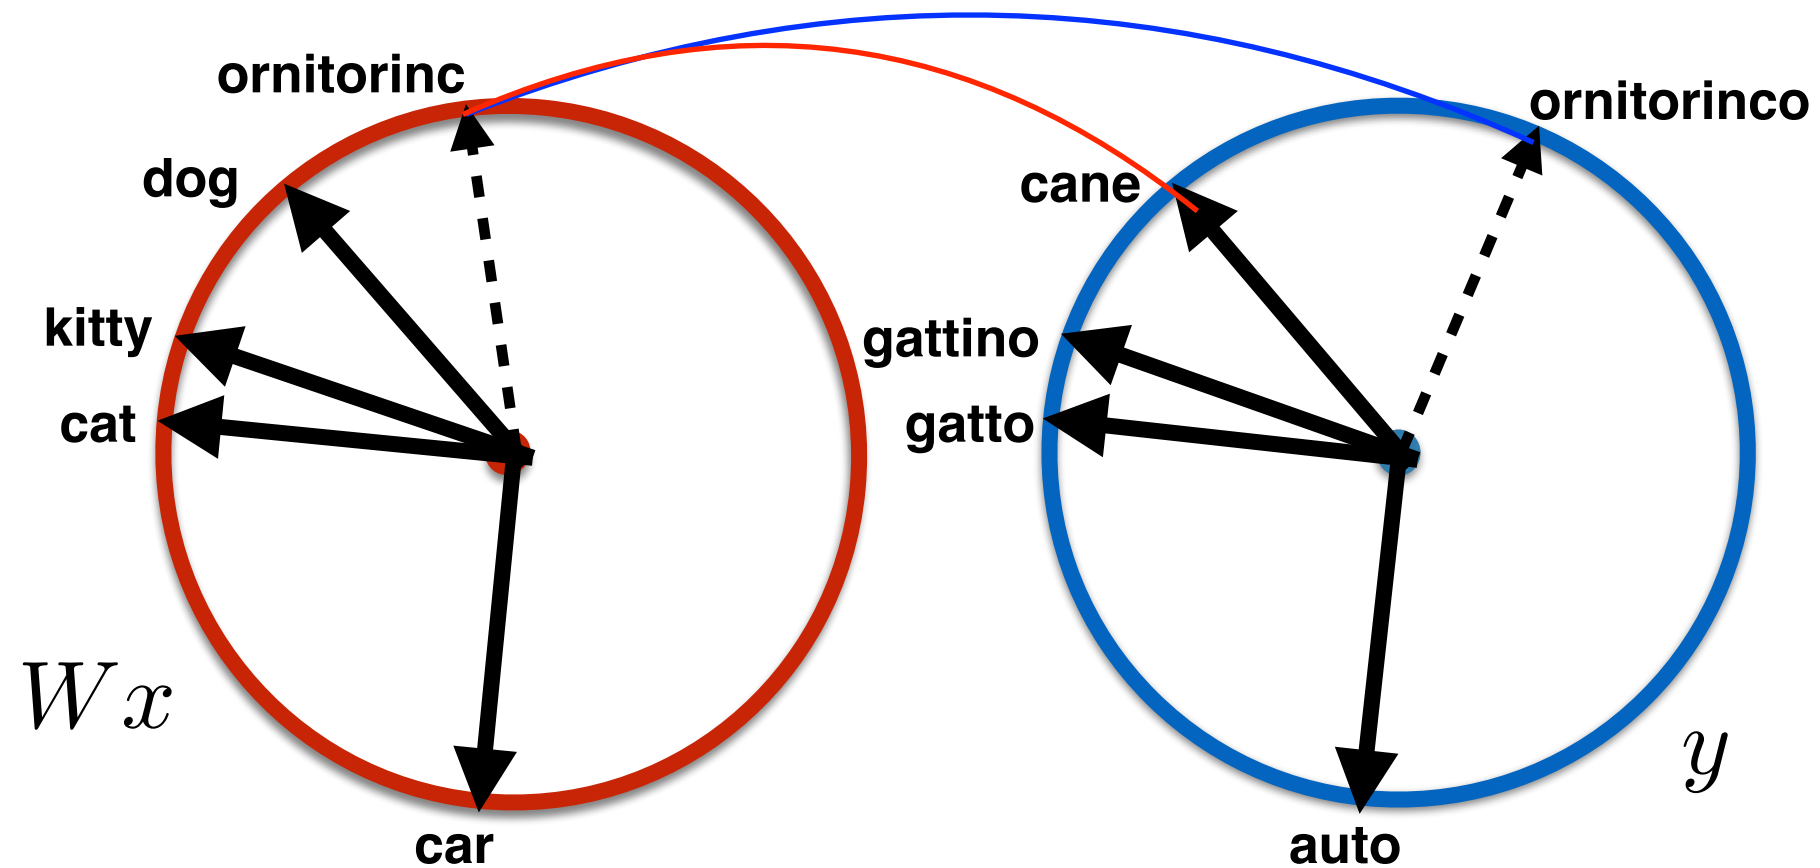 ornitorinc
dog
kitty
cat
car
Wx
ornitorinco
cane
gattino
gatto
auto
y